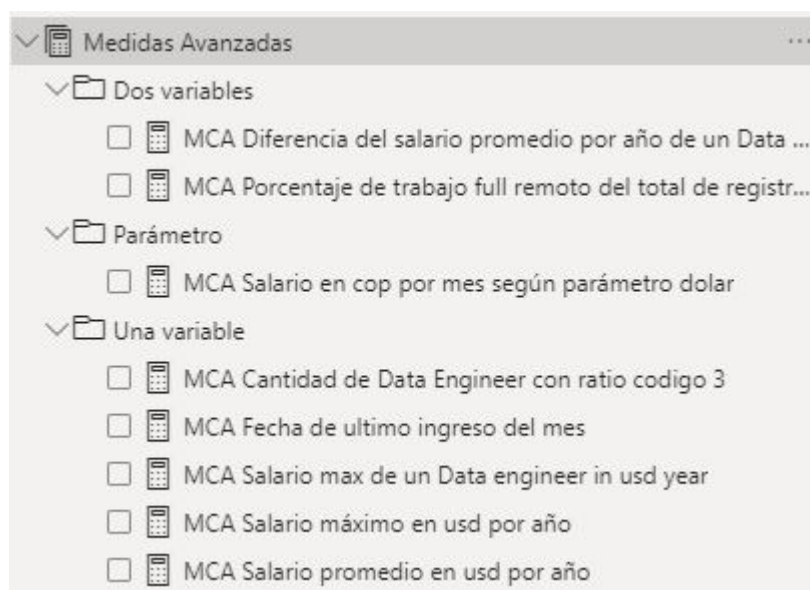 Medidas Avanzadas ...
Dos variables
MCA Diferencia del salario promedio por año de un Data ...
MCA Porcentaje de trabajo full remoto del total de registr...
Parámetro
MCA Salario en cop por mes según parámetro dolar
Una variable
MCA Cantidad de Data Engineer con ratio codigo 3
MCA Fecha de ultimo ingreso del mes
MCA Salario max de un Data engineer in usd year
MCA Salario máximo en usd por año
MCA Salario promedio en usd por año